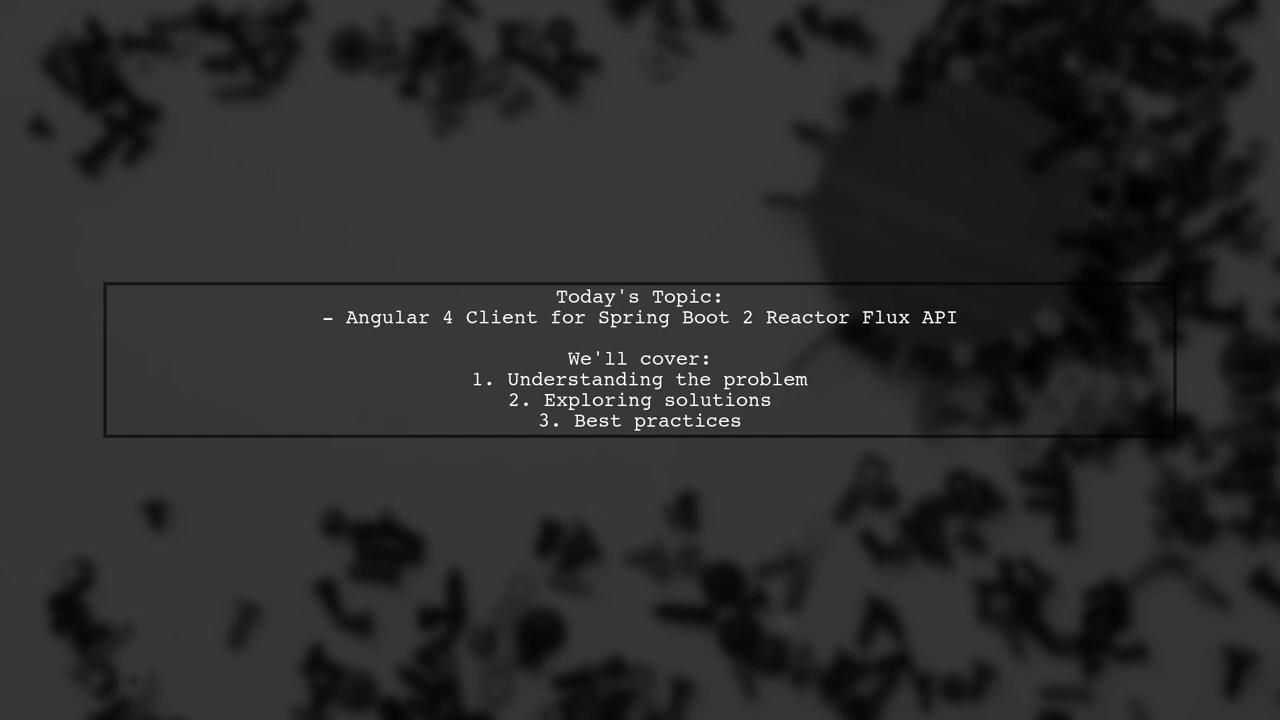 Today's Topic:
- Angular 4 Client for Spring Boot 2 Reactor Flux API
We'll cover:
1. Understanding the problem
2. Exploring solutions
3. Best practices